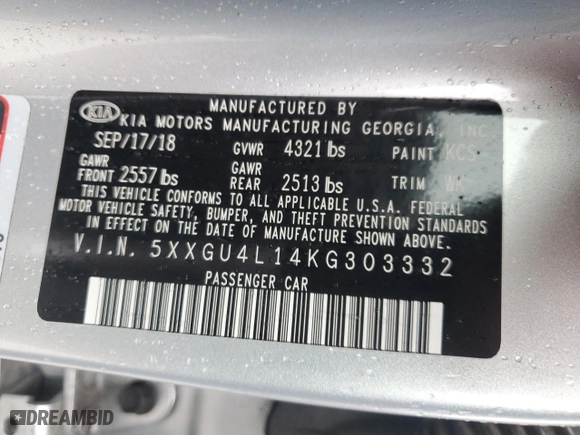 MANUFACTURED BY
KIA KIA MOTORS MANUFACTURING GEORGIA, INC.
SEP/17/18 GVWR 4321 lbs PAINT KCS
GAWR GAWR
FRONT 2557 lbs REAR 2513 lbs TRIM WK
THIS VEHICLE CONFORMS TO ALL APPLICABLE U.S.A. FEDERAL
MOTOR VEHICLE SAFETY, BUMPER, AND THEFT PREVENTION STANDARDS
IN EFFECT ON THE DATE OF MANUFACTURE SHOWN ABOVE.
V.I.N. 5XXGU4L14KG303332
PASSENGER CAR
DREAMBID